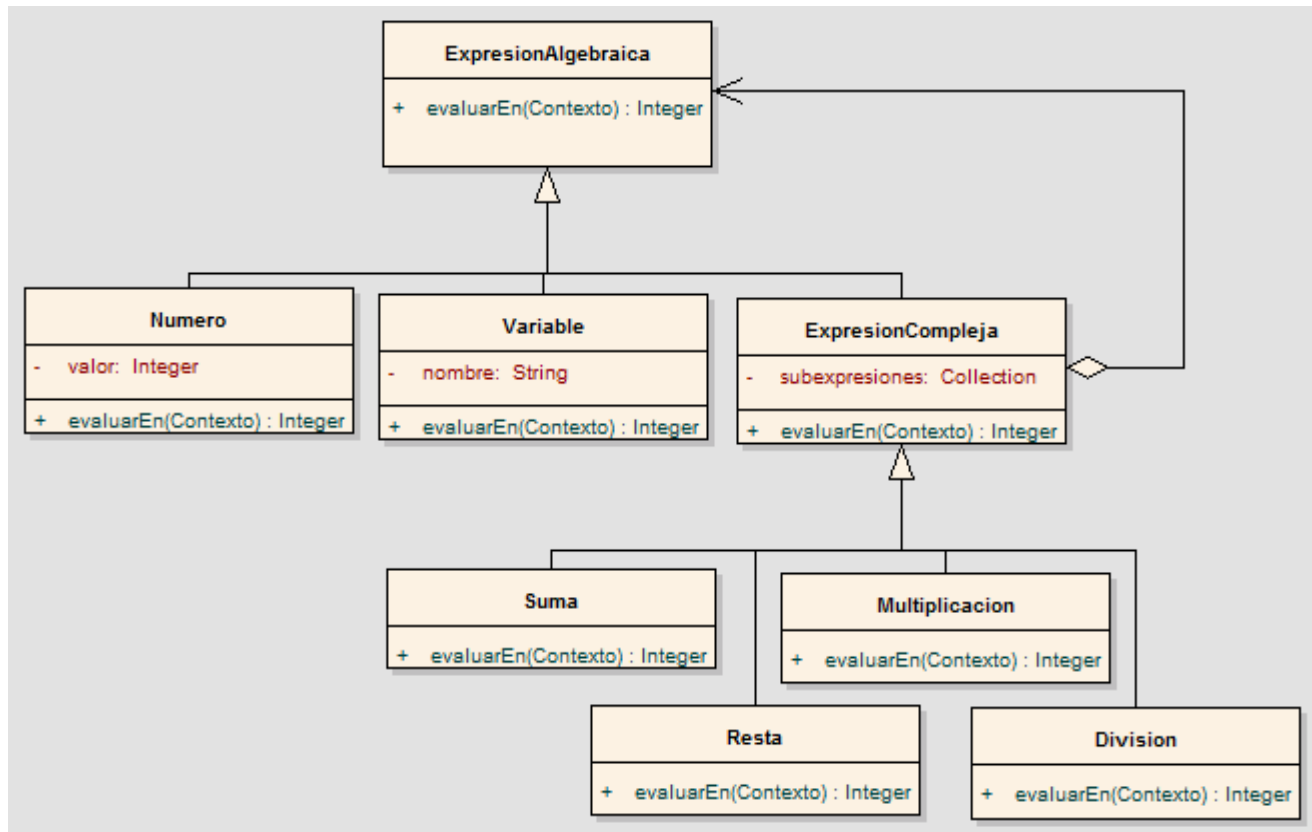 ExpresionAlgebraica
+ evaluarEn(Contexto) : Integer
Numero
- valor: Integer
+ evaluarEn(Contexto) : Integer
Variable
- nombre: String
+ evaluarEn(Contexto) : Integer
ExpresionCompleja
- subexpresiones: Collection
+ evaluarEn(Contexto) : Integer
Suma
+ evaluarEn(Contexto) : Integer
Multiplicacion
+ evaluarEn(Contexto) : Integer
Resta
+ evaluarEn(Contexto) : Integer
Division
+ evaluarEn(Contexto) : Integer